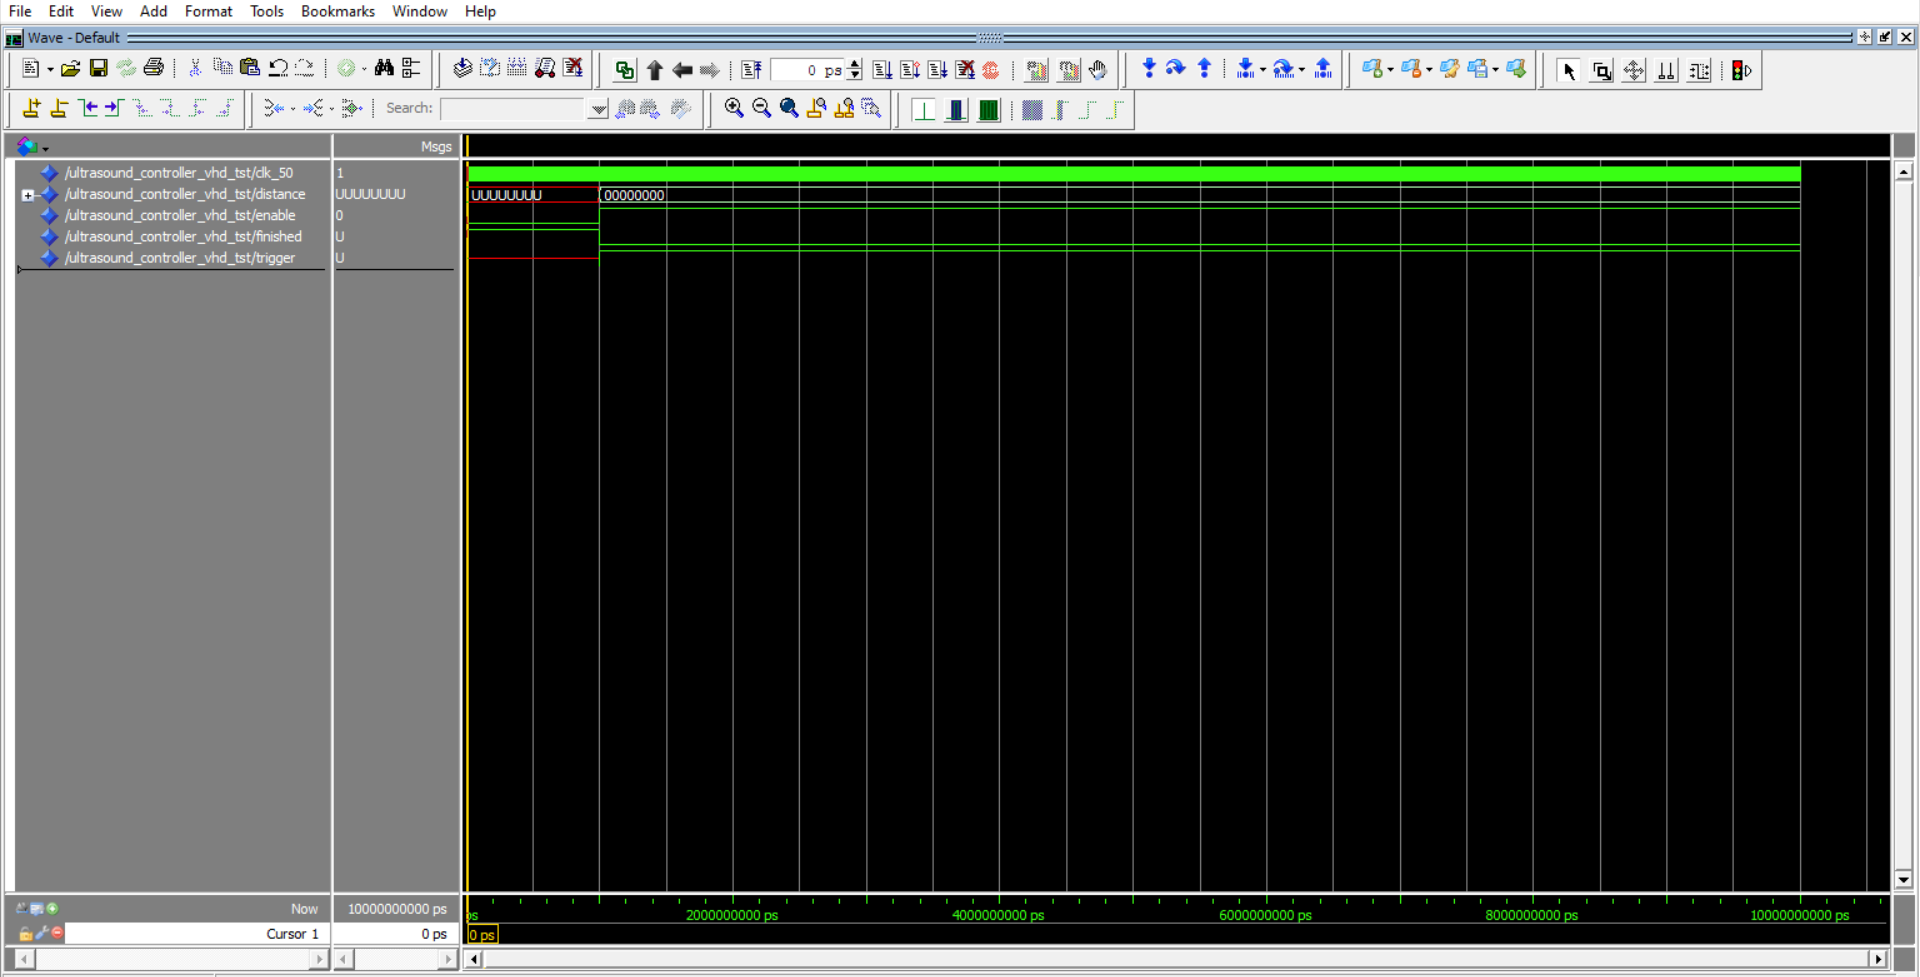 File Edit View Add Format Tools Bookmarks Window Help
Wave - Default
0 ps
Search:
Msgs
/ultrasound_controller_vhd_tst/clk_50 1
/ultrasound_controller_vhd_tst/distance UUUUUUUU UUUUUUUU 00000000
/ultrasound_controller_vhd_tst/enable 0
/ultrasound_controller_vhd_tst/finished U
/ultrasound_controller_vhd_tst/trigger U
Now 10000000000 ps ps 2000000000 ps 4000000000 ps 6000000000 ps 8000000000 ps 10000000000 ps
Cursor 1 0 ps 0 ps